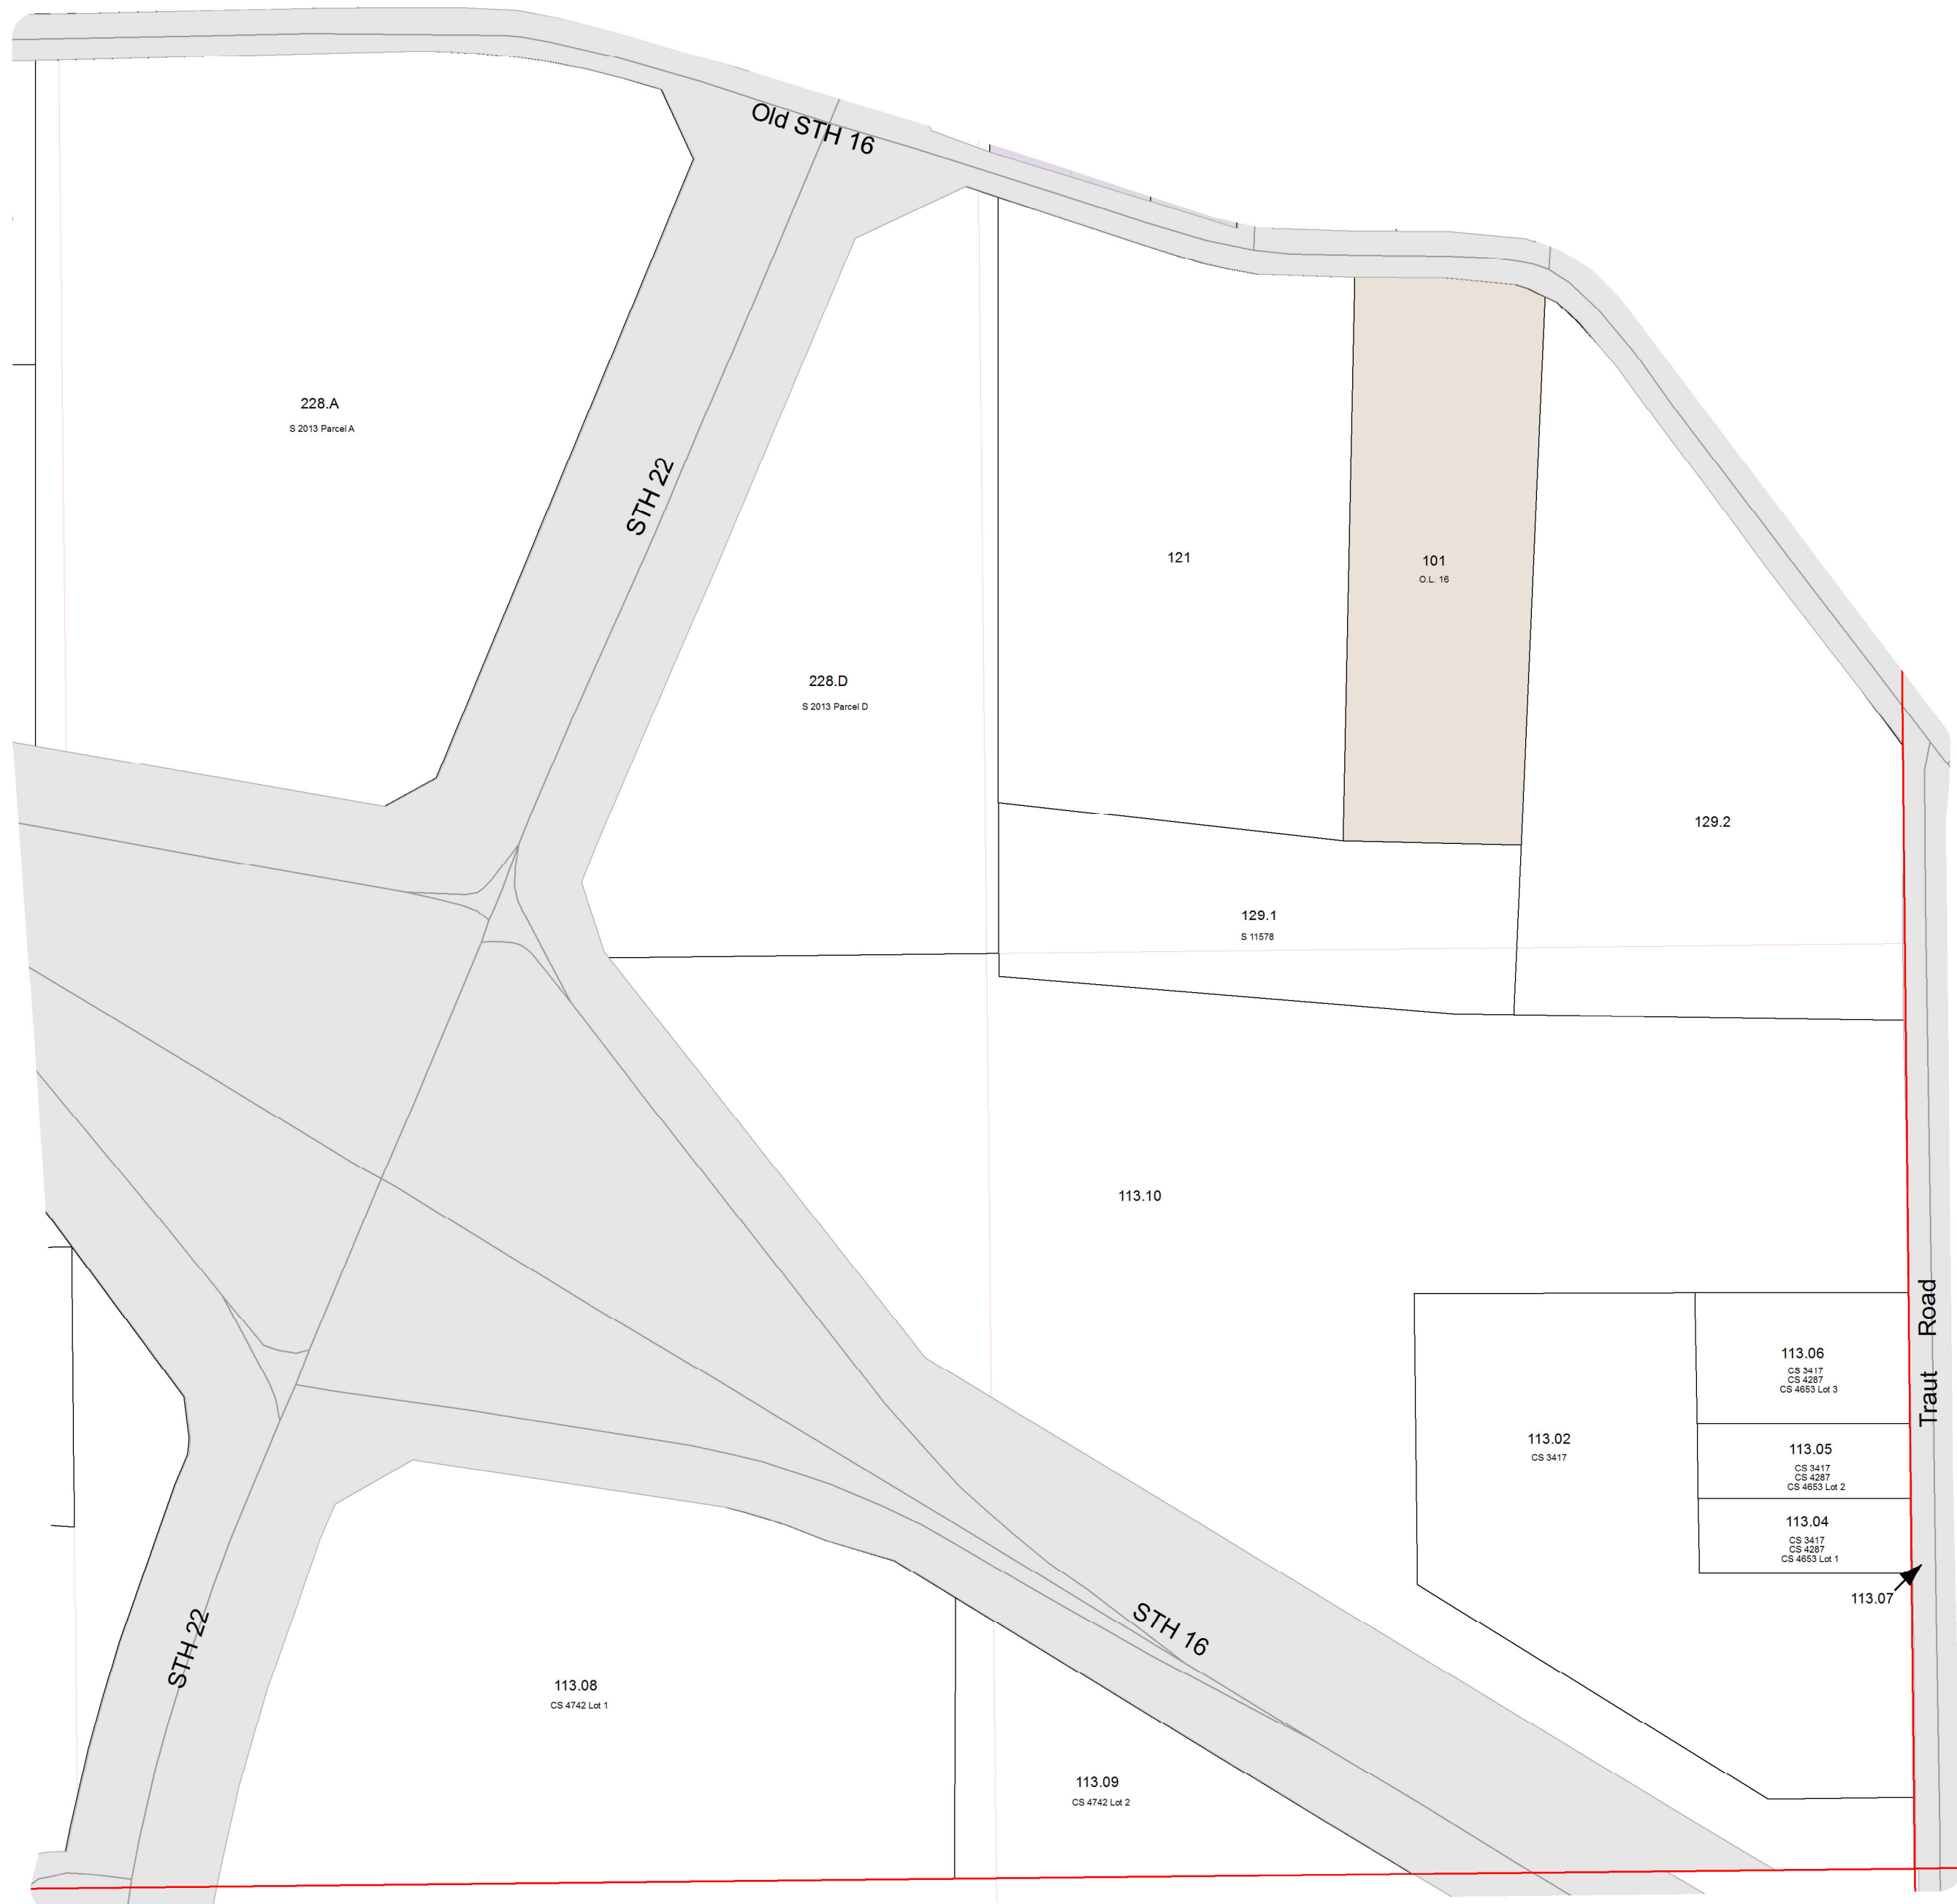 Old STH 16
228.A
S 2013 Parcel A
STH 22
121
101
O.L. 16
228.D
S 2013 Parcel D
129.2
129.1
S 11578
113.10
Traut Road
113.06
CS 3417
CS 4287
CS 4653 Lot 3
113.02
CS 3417
113.05
CS 3417
CS 4287
CS 4653 Lot 2
113.04
CS 3417
CS 4287
CS 4653 Lot 1
113.07
STH 22
STH 16
113.08
CS 4742 Lot 1
113.09
CS 4742 Lot 2